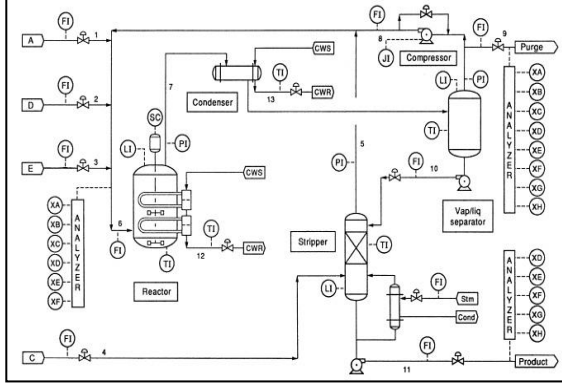 FI
FI
8
FI
9
A
1
JI
Compressor
Purge
CWS
LI
PI
XA
7
TI
XB
FI
13
CWR
XC
D
2
Condenser
TI
XD
SC
5
XE
FI
LI
PI
FI
XF
E
3
PI
10
XG
CWS
XH
ANALYZER
XA
Vap/liq
separator
XB
6
TI
Stripper
TI
XD
XC
FI
12
CWR
XE
XD
TI
LI
FI
XF
XE
Reactor
Stm
XG
XF
Cond
XH
ANALYZER
ANALYZER
FI
FI
C
4
11
Product